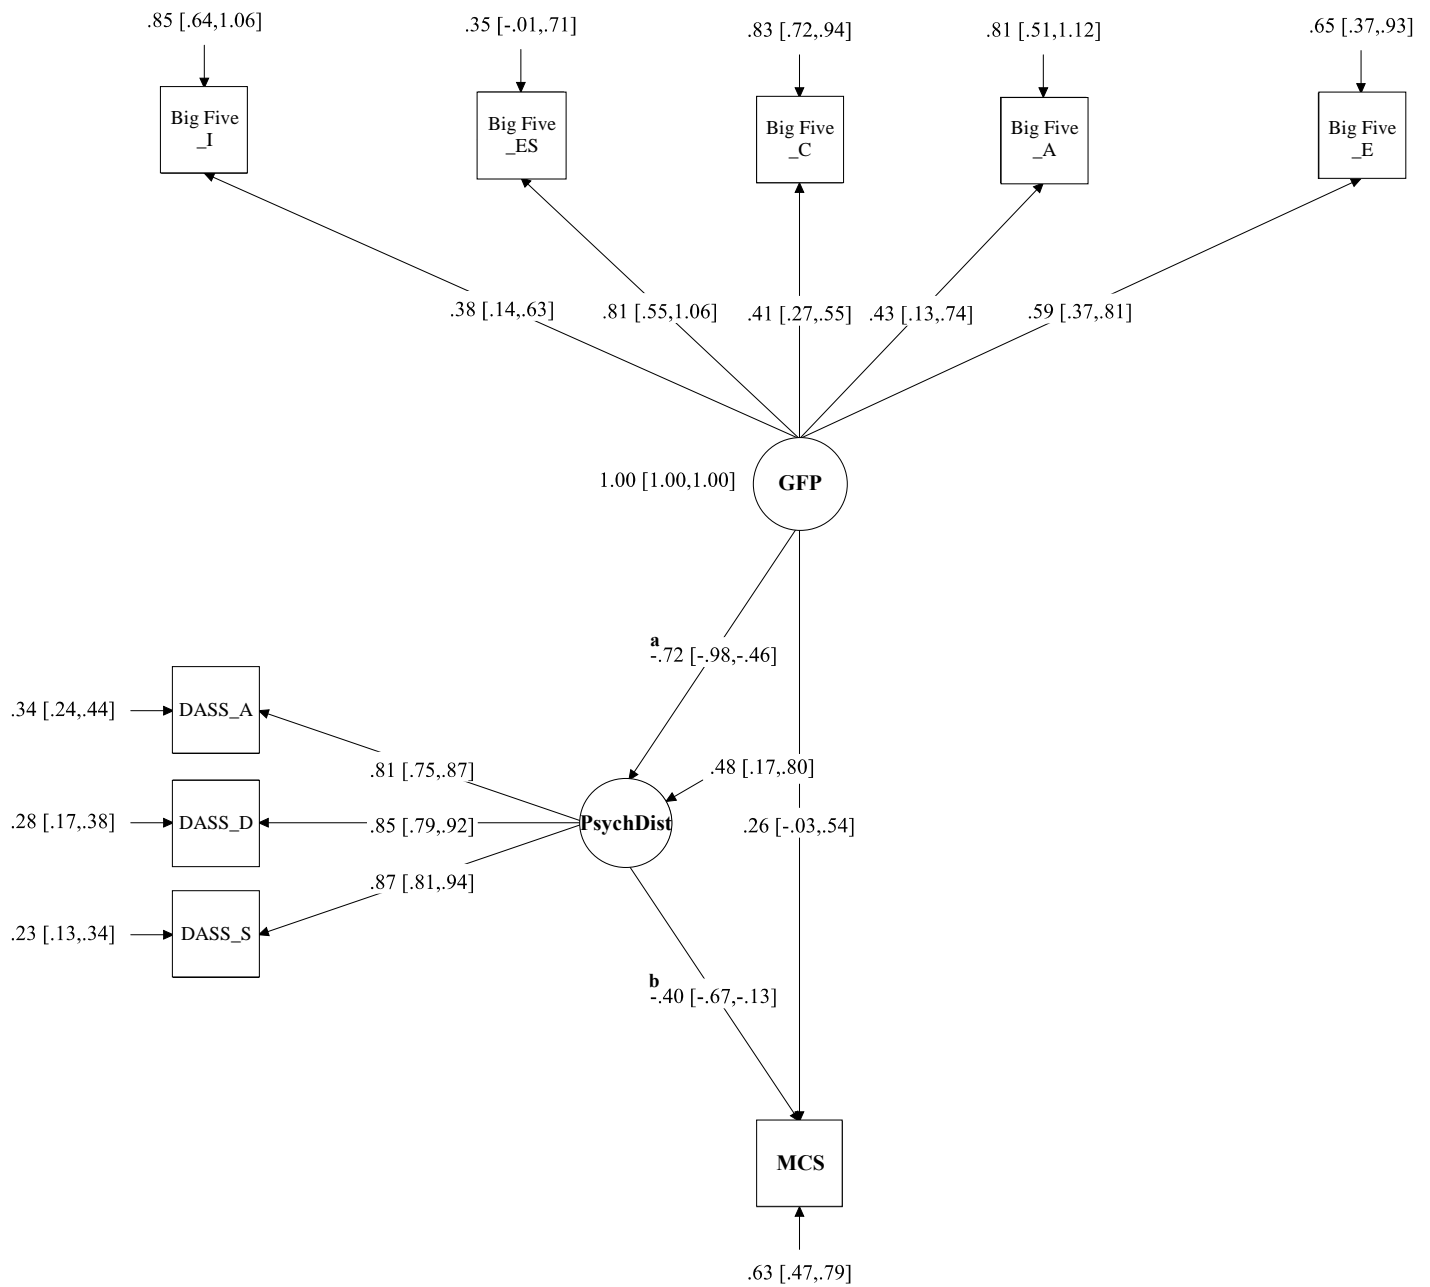 .85 [.64,1.06]
.35 [-.01,.71]
.83 [.72,.94]
.81 [.51,1.12]
.65 [.37,.93]
Big Five
_I
Big Five
_ES
Big Five
_C
Big Five
_A
Big Five
_E
.38 [.14,.63]
.81 [.55,1.06]
.41 [.27,.55]
.43 [.13,.74]
.59 [.37,.81]
1.00 [1.00,1.00]
GFP
a
-.72 [-.98,-.46]
.34 [.24,.44]
DASS_A
.81 [.75,.87]
.48 [.17,.80]
.28 [.17,.38]
DASS_D
.85 [.79,.92]
PsychDist
.26 [-.03,.54]
.87 [.81,.94]
.23 [.13,.34]
DASS_S
b
-.40 [-.67,-.13]
MCS
.63 [.47,.79]